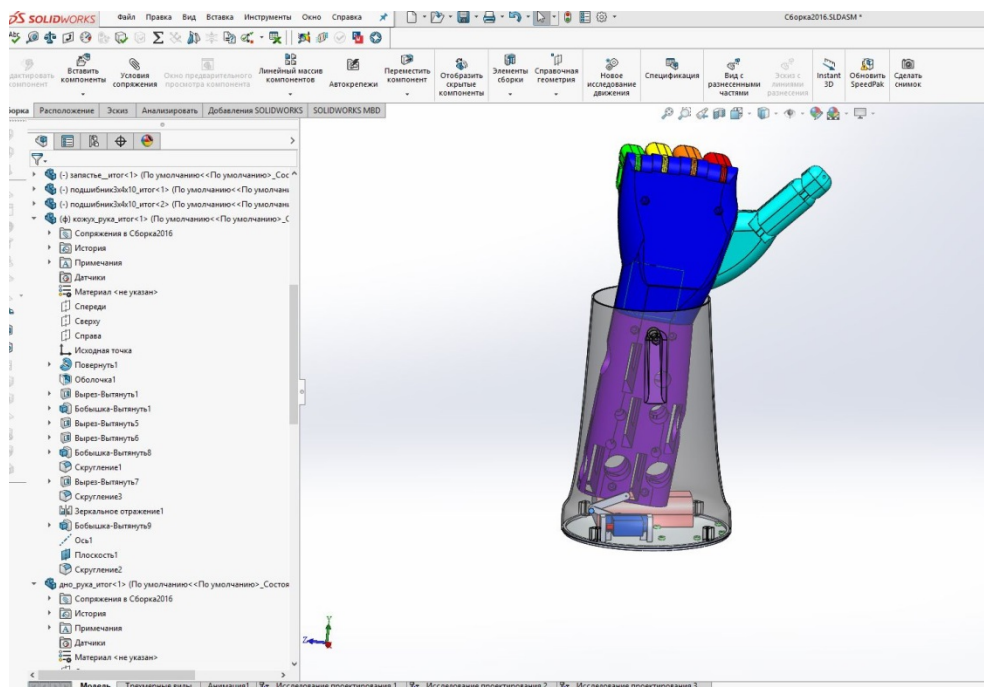 SOLIDWORKS Файл Правка Вид Вставка Инструменты Окно Справка Сборка2016.SLDASM *
Вставить компоненты
Условия сопряжения
Окно предварительного просмотра компонента
Линейный массив компонентов
Автокрепежи
Переместить компонент
Отобразить скрытые компоненты
Элементы сборки
Справочная геометрия
Новое исследование движения
Спецификация
Вид с разнесенными частями
Эскиз с линиями разнесения
Instant 3D
Обновить SpeedPak
Сделать снимок
Расположение Эскиз Анализировать Добавления SOLIDWORKS SOLIDWORKS MBD
(-) запястье_итог<1> (По умолчанию<<По умолчанию>_Сос
(-) подшибник3x4x10_итог<1> (По умолчанию<<По умолчани
(-) подшибник3x4x10_итог<2> (По умолчанию<<По умолчани
(ф) кожух_рука_итог<1> (По умолчанию<<По умолчанию>_С
Сопряжения в Сборка2016
История
Примечания
Датчики
Материал <не указан>
Спереди
Сверху
Справа
Исходная точка
Повернуть1
Оболочка1
Вырез-Вытянуть1
Бобышка-Вытянуть1
Вырез-Вытянуть5
Вырез-Вытянуть6
Бобышка-Вытянуть8
Скругление1
Вырез-Вытянуть7
Скругление3
Зеркальное отражение1
Бобышка-Вытянуть9
Ось1
Плоскость1
Скругление2
дно_рука_итог<1> (По умолчанию<<По умолчанию>_Состоя
Сопряжения в Сборка2016
История
Примечания
Датчики
Материал <не указан>
Z Y
Модель Трехмерные виды Анимация1 Исследование проектирования 1 Исследование проектирования 2 Исследование проектирования 3